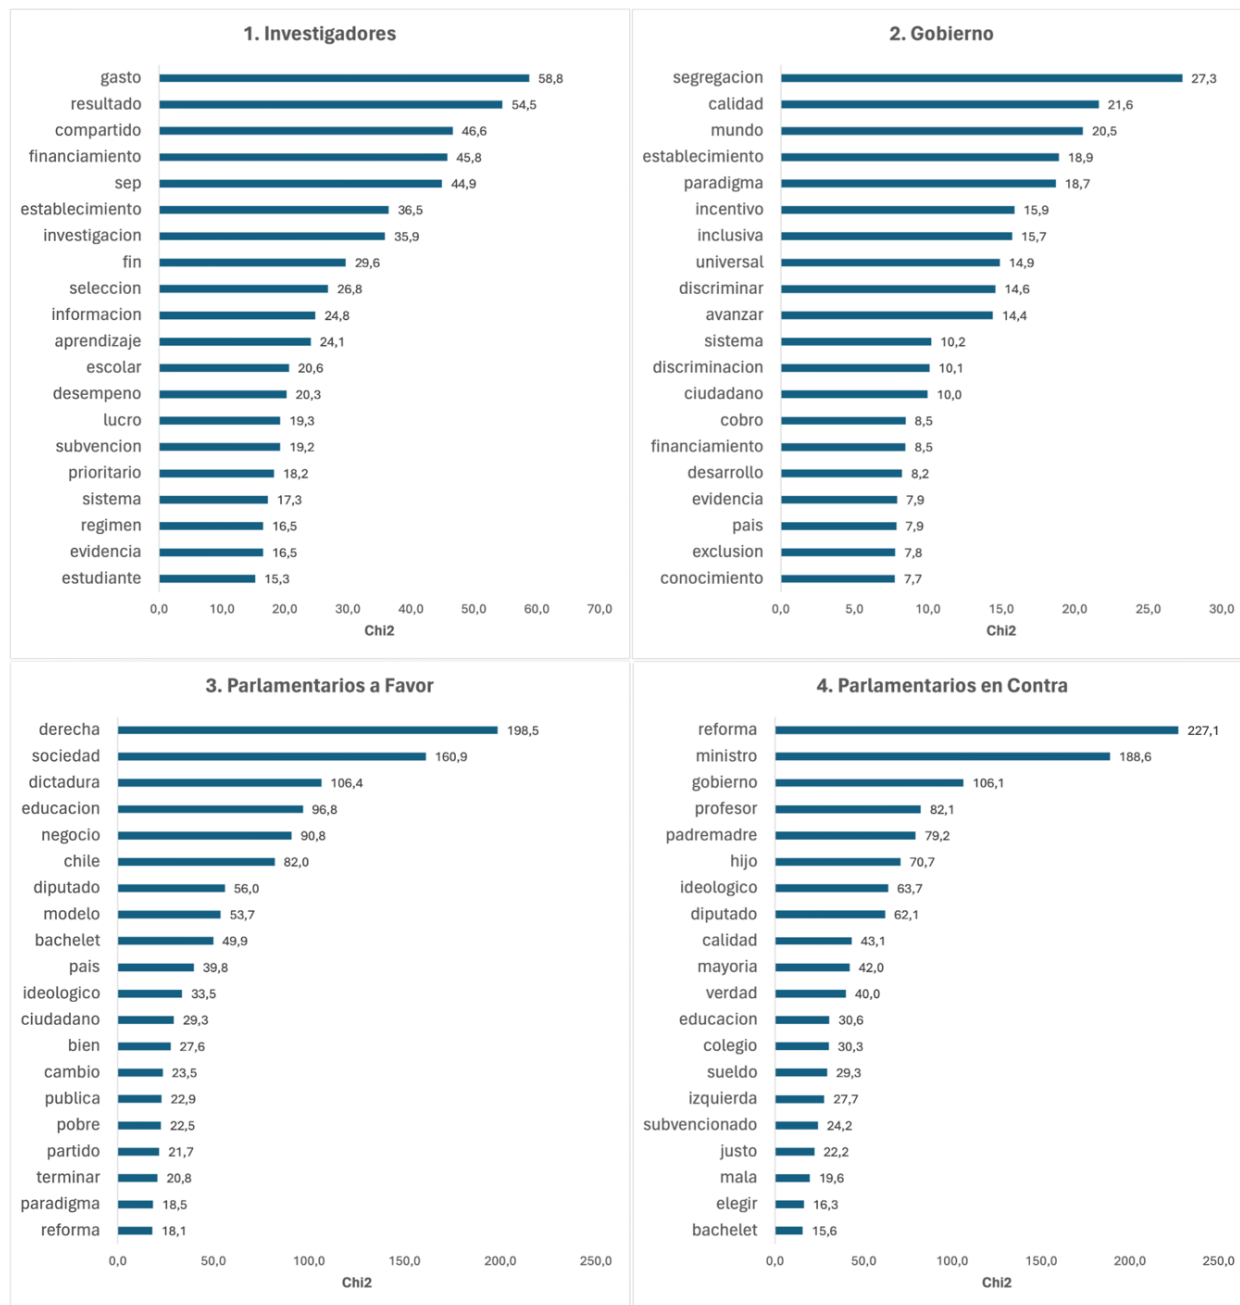 1. Investigadores
gasto 58,8
resultado 54,5
compartido 46,6
financiamiento 45,8
sep 44,9
establecimiento 36,5
investigacion 35,9
fin 29,6
seleccion 26,8
informacion 24,8
aprendizaje 24,1
escolar 20,6
desempeno 20,3
lucro 19,3
subvencion 19,2
prioritario 18,2
sistema 17,3
regimen 16,5
evidencia 16,5
estudiante 15,3
0,0 10,0 20,0 30,0 40,0 50,0 60,0 70,0
Chi2
2. Gobierno
segregacion 27,3
calidad 21,6
mundo 20,5
establecimiento 18,9
paradigma 18,7
incentivo 15,9
inclusiva 15,7
universal 14,9
discriminar 14,6
avanzar 14,4
sistema 10,2
discriminacion 10,1
ciudadano 10,0
cobro 8,5
financiamiento 8,5
desarrollo 8,2
evidencia 7,9
pais 7,9
exclusion 7,8
conocimiento 7,7
0,0 5,0 10,0 15,0 20,0 25,0 30,0
Chi2
3. Parlamentarios a Favor
derecha 198,5
sociedad 160,9
dictadura 106,4
educacion 96,8
negocio 90,8
chile 82,0
diputado 56,0
modelo 53,7
bachelet 49,9
pais 39,8
ideologico 33,5
ciudadano 29,3
bien 27,6
cambio 23,5
publica 22,9
pobre 22,5
partido 21,7
terminar 20,8
paradigma 18,5
reforma 18,1
0,0 50,0 100,0 150,0 200,0 250,0
Chi2
4. Parlamentarios en Contra
reforma 227,1
ministro 188,6
gobierno 106,1
profesor 82,1
padremadre 79,2
hijo 70,7
ideologico 63,7
diputado 62,1
calidad 43,1
mayoria 42,0
verdad 40,0
educacion 30,6
colegio 30,3
sueldo 29,3
izquierda 27,7
subvencionado 24,2
justo 22,2
mala 19,6
elegir 16,3
bachelet 15,6
0,0 50,0 100,0 150,0 200,0 250,0
Chi2